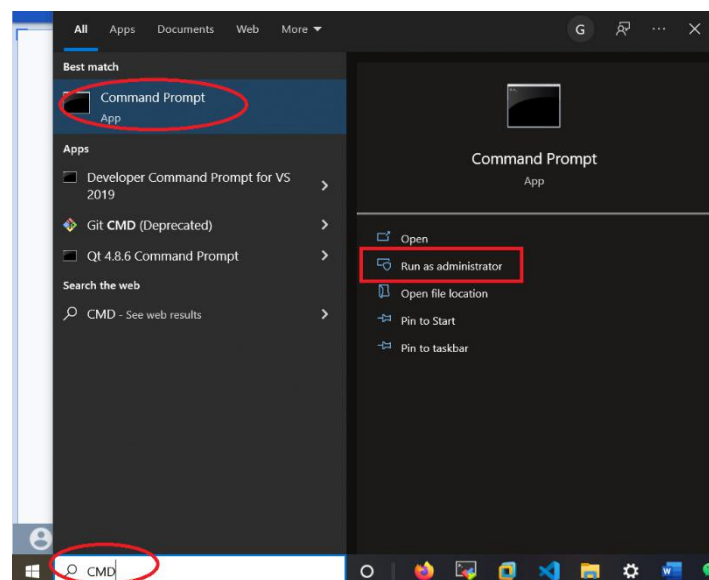 All Apps Documents Web More
G
Best match
Command Prompt
App
Apps
Developer Command Prompt for VS
2019
Git CMD (Deprecated)
Qt 4.8.6 Command Prompt
Search the web
CMD - See web results
Command Prompt
App
Open
Run as administrator
Open file location
Pin to Start
Pin to taskbar
CMD